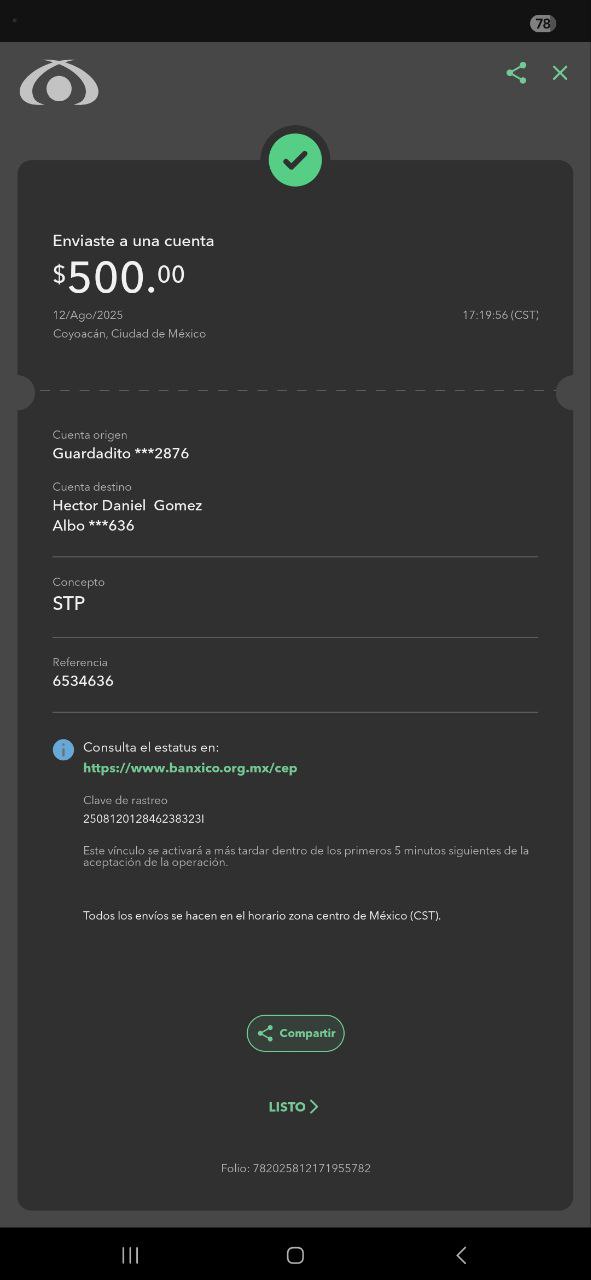 78
Enviaste a una cuenta
$500.00
12/Ago/2025 17:19:56 (CST)
Coyoacán, Ciudad de México
Cuenta origen
Guardadito ***2876
Cuenta destino
Hector Daniel  Gomez
Albo ***636
Concepto
STP
Referencia
6534636
Consulta el estatus en:
https://www.banxico.org.mx/cep
Clave de rastreo
250812012846238323I
Este vínculo se activará a más tardar dentro de los primeros 5 minutos siguientes de la
aceptación de la operación.
Todos los envíos se hacen en el horario zona centro de México (CST).
Compartir
LISTO
Folio: 782025812171955782